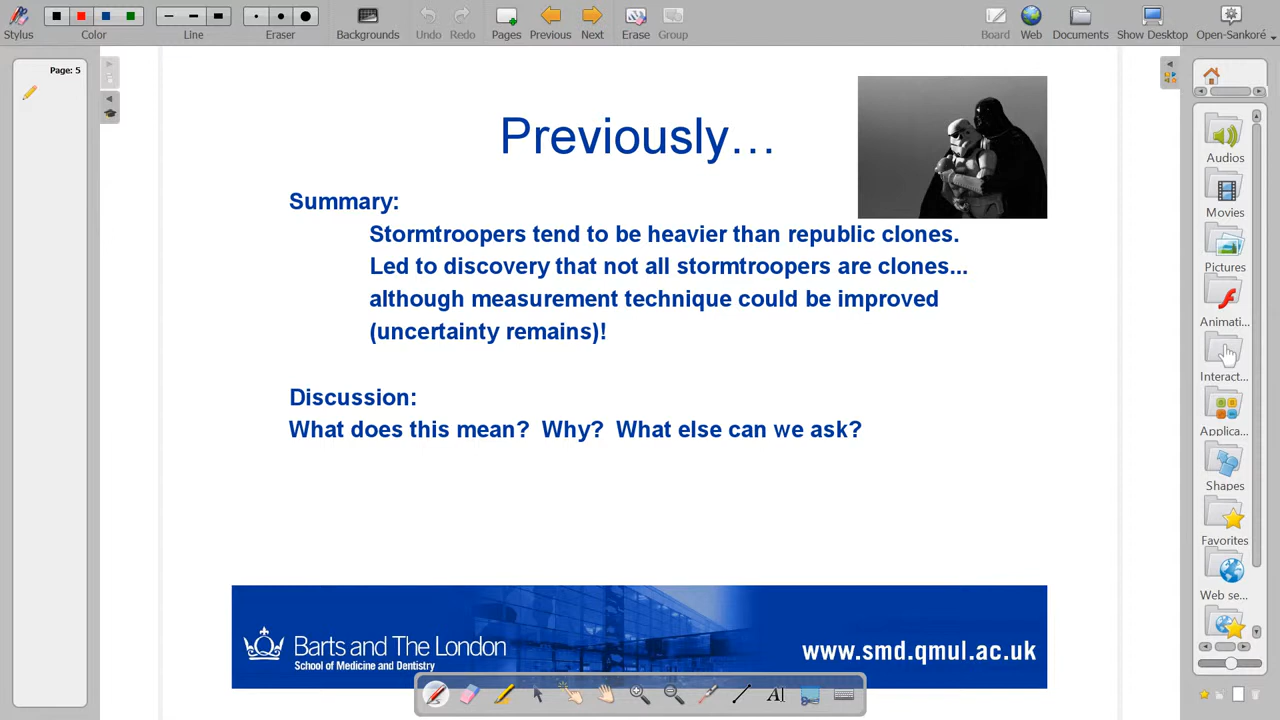 Stylus
Color
Line
Eraser
Backgrounds
Undo
Redo
Pages
Previous
Next
Erase
Group
Board
Web
Documents
Show Desktop
Open-Sankoré
Page: 5
Previously…
Summary:
Stormtroopers tend to be heavier than republic clones.
Led to discovery that not all stormtroopers are clones...
although measurement technique could be improved
(uncertainty remains)!
Discussion:
What does this mean? Why? What else can we ask?
Barts and The London
School of Medicine and Dentistry
www.smd.qmul.ac.uk
Audios
Movies
Pictures
Animati...
Interact...
Applica...
Shapes
Favorites
Web se...
AI